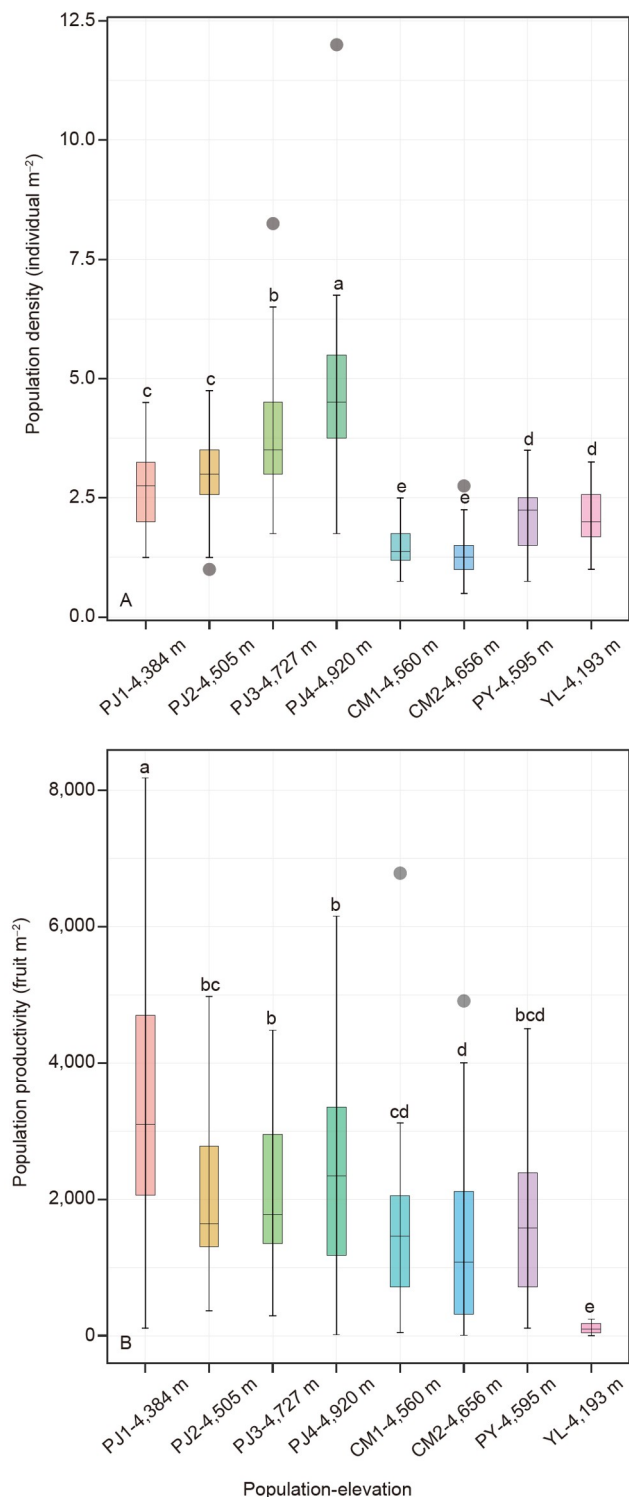 12.5
10.0
7.5
5.0
2.5
0.0
Population density (individual m⁻²)
c
c
b
a
e
e
d
d
A
PJ1-4,384 m
PJ2-4,505 m
PJ3-4,727 m
PJ4-4,920 m
CM1-4,560 m
CM2-4,656 m
PY-4,595 m
YL-4,193 m
8,000
6,000
4,000
2,000
0
Population productivity (fruit m⁻²)
a
bc
b
b
cd
d
bcd
e
B
PJ1-4,384 m
PJ2-4,505 m
PJ3-4,727 m
PJ4-4,920 m
CM1-4,560 m
CM2-4,656 m
PY-4,595 m
YL-4,193 m
Population-elevation